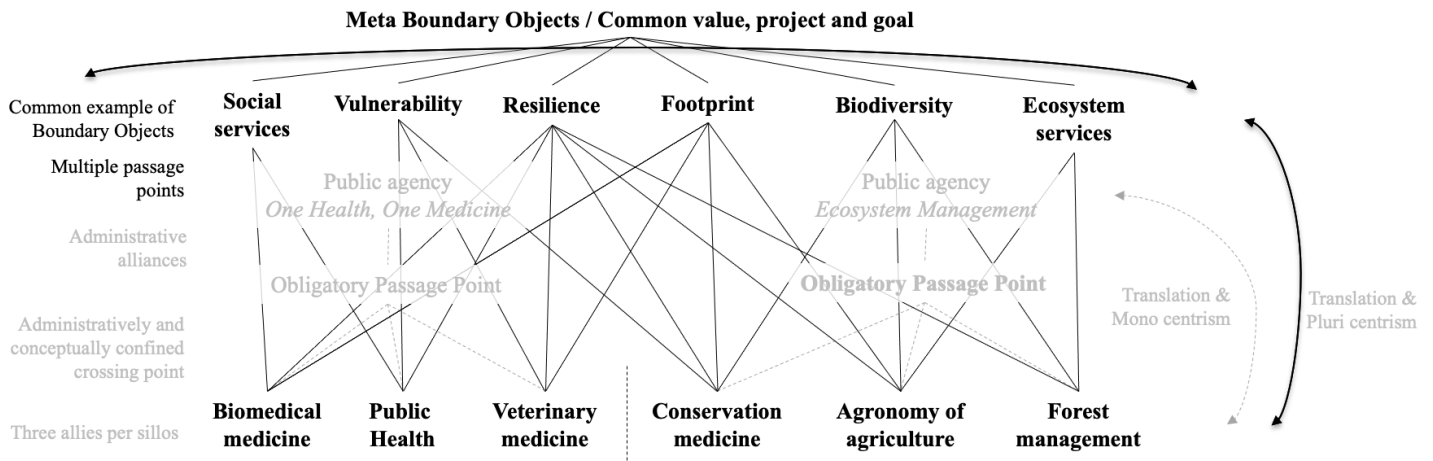 Meta Boundary Objects / Common value, project and goal
Common example of
Boundary Objects
Social
services
Vulnerability
Resilience
Footprint
Biodiversity
Ecosystem
services
Multiple passage
points
Public agency
One Health, One Medicine
Public agency
Ecosystem Management
Administrative
alliances
Obligatory Passage Point
Obligatory Passage Point
Translation &
Mono centrism
Translation &
Pluri centrism
Administratively and
conceptually confined
crossing point
Three allies per sillos
Biomedical
medicine
Public
Health
Veterinary
medicine
Conservation
medicine
Agronomy of
agriculture
Forest
management